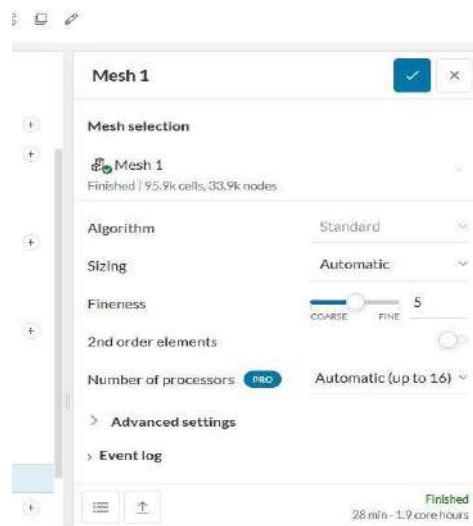 Mesh 1
Mesh selection
Mesh 1
Finished | 95.9k cells, 33.9k nodes
Algorithm Standard
Sizing Automatic
Fineness 5
COARSE FINE
2nd order elements
Number of processors PRO Automatic (up to 16)
Advanced settings
Event log
Finished
28 min - 1.9 core hours